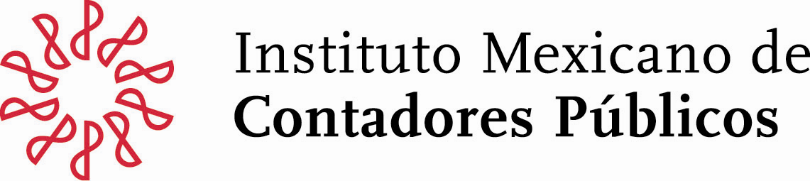 Instituto Mexicano de
Contadores Públicos